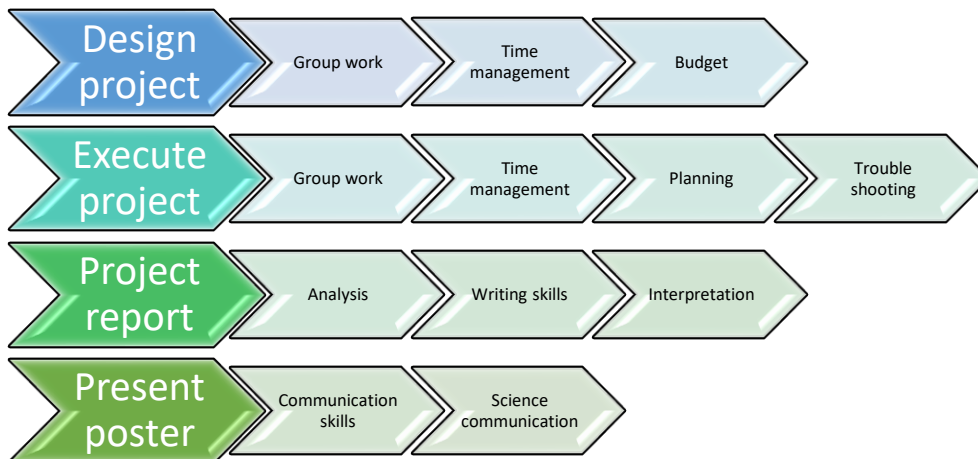 Design
project
Group work
Time
management
Budget
Execute
project
Group work
Time
management
Planning
Trouble
shooting
Project
report
Analysis
Writing skills
Interpretation
Present
poster
Communication
skills
Science
communication